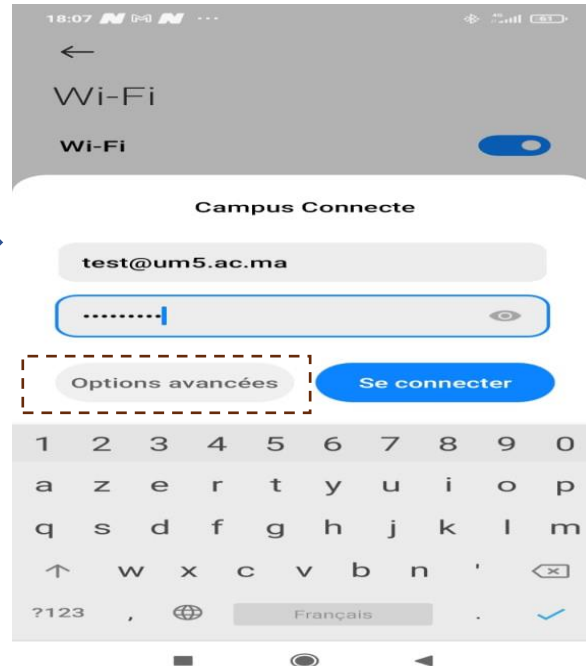 18:07
Wi-Fi
Wi-Fi
Campus Connecte
test@um5.ac.ma
Options avancées Se connecter
1 2 3 4 5 6 7 8 9 0
a z e r t y u i o p
q s d f g h j k l m
w x c v b n '
?123 , Français .